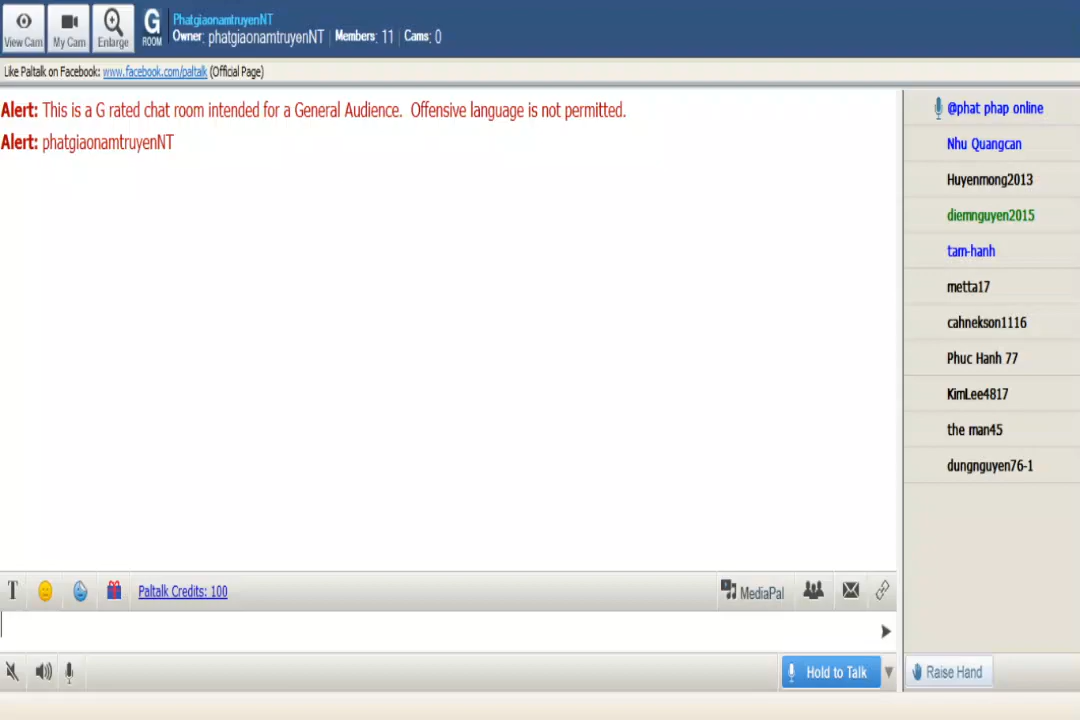 PhatgiaonamtruyenNT
View Cam My Cam Enlarge G ROOM Owner: phatgiaonamtruyenNT Members: 11 Cams: 0
Like Paltalk on Facebook: www.facebook.com/paltalk (Official Page)
Alert: This is a G rated chat room intended for a General Audience. Offensive language is not permitted.
Alert: phatgiaonamtruyenNT
@phat phap online
Nhu Quangcan
Huyenmong2013
diemnguyen2015
tam-hanh
metta17
cahnekson1116
Phuc Hanh 77
KimLee4817
the man45
dungnguyen76-1
T Paltalk Credits: 100 MediaPal
Hold to Talk Raise Hand